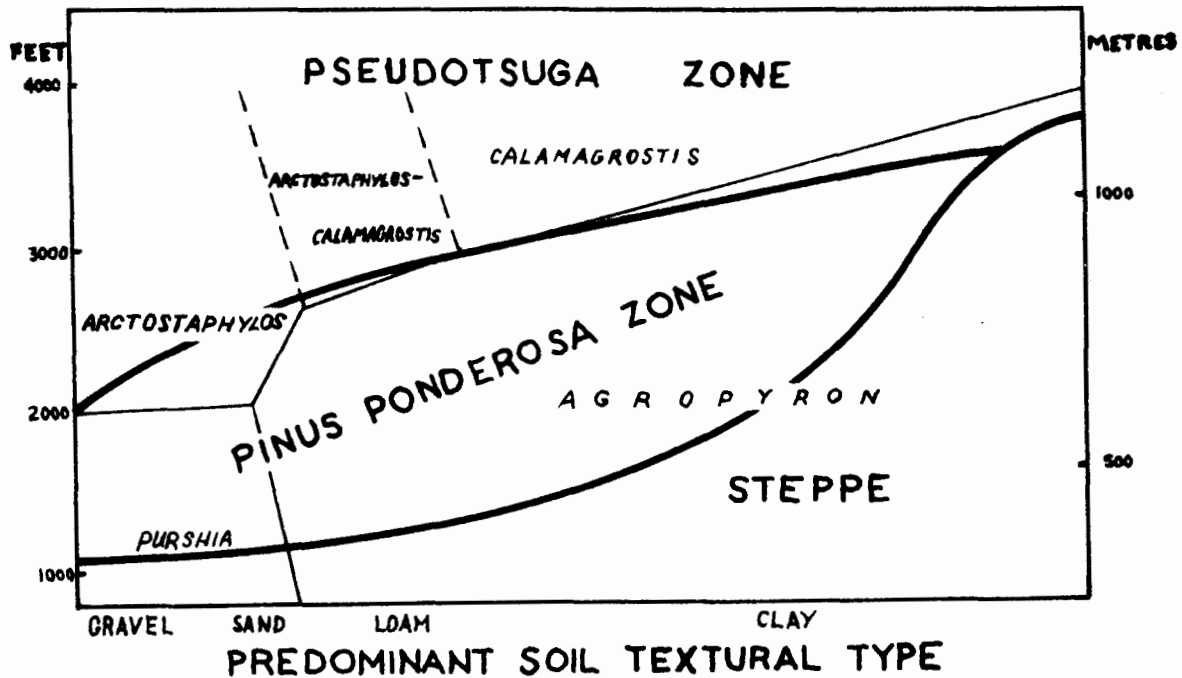 FEET
METRES
PSEUDOTSUGA ZONE
4000
CALAMAGROSTIS
ARCTOSTAPHYLOS-
1000
CALAMAGROSTIS
3000
ARCTOSTAPHYLOS
PINUS PONDEROSA ZONE
2000
AGROPYRON
500
STEPPE
PURSHIA
1000
GRAVEL SAND LOAM CLAY
PREDOMINANT SOIL TEXTURAL TYPE